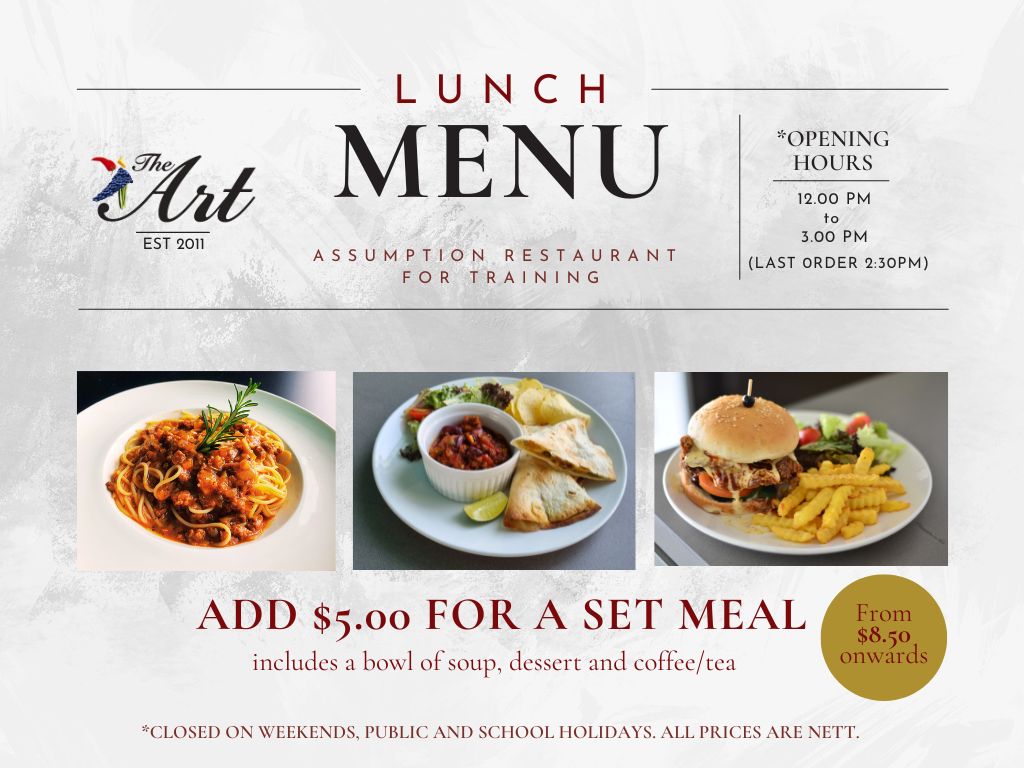 LUNCH
MENU
The
Art
EST 2011
ASSUMPTION RESTAURANT
FOR TRAINING
*OPENING
HOURS
12.00 PM
to
3.00 PM
(LAST 0RDER 2:30PM)
ADD $5.00 FOR A SET MEAL
includes a bowl of soup, dessert and coffee/tea
From
$8.50
onwards
*CLOSED ON WEEKENDS, PUBLIC AND SCHOOL HOLIDAYS. ALL PRICES ARE NETT.